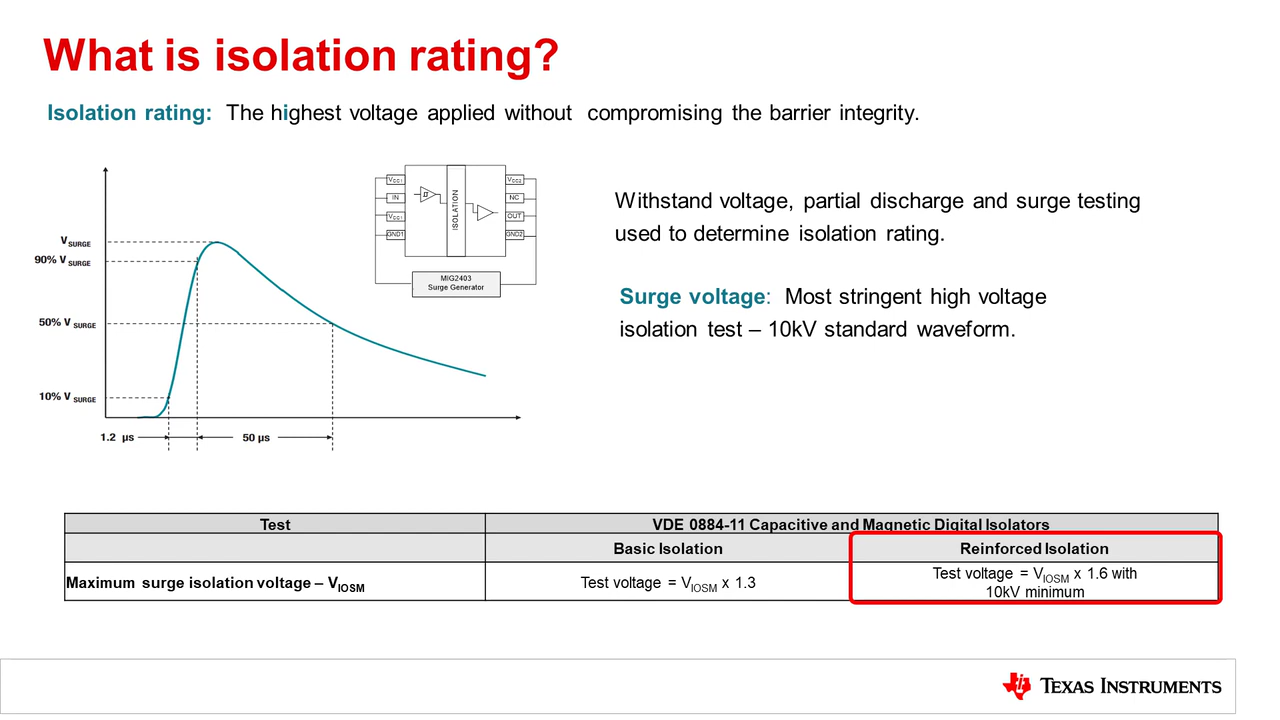 What is isolation rating?
Isolation rating: The highest voltage applied without compromising the barrier integrity.
VSURGE
90% V SURGE
50% V SURGE
10% V SURGE
1.2 µs
50 µs
VCC1
IN
VCC1
GND1
ISOLATION
VCC2
NC
OUT
GND2
MIG2403
Surge Generator
Withstand voltage, partial discharge and surge testing
used to determine isolation rating.
Surge voltage: Most stringent high voltage
isolation test – 10kV standard waveform.
Test VDE 0884-11 Capacitive and Magnetic Digital Isolators
Basic Isolation Reinforced Isolation
Maximum surge isolation voltage – VIOSM Test voltage = VIOSM x 1.3 Test voltage = VIOSM x 1.6 with
10kV minimum
TEXAS INSTRUMENTS